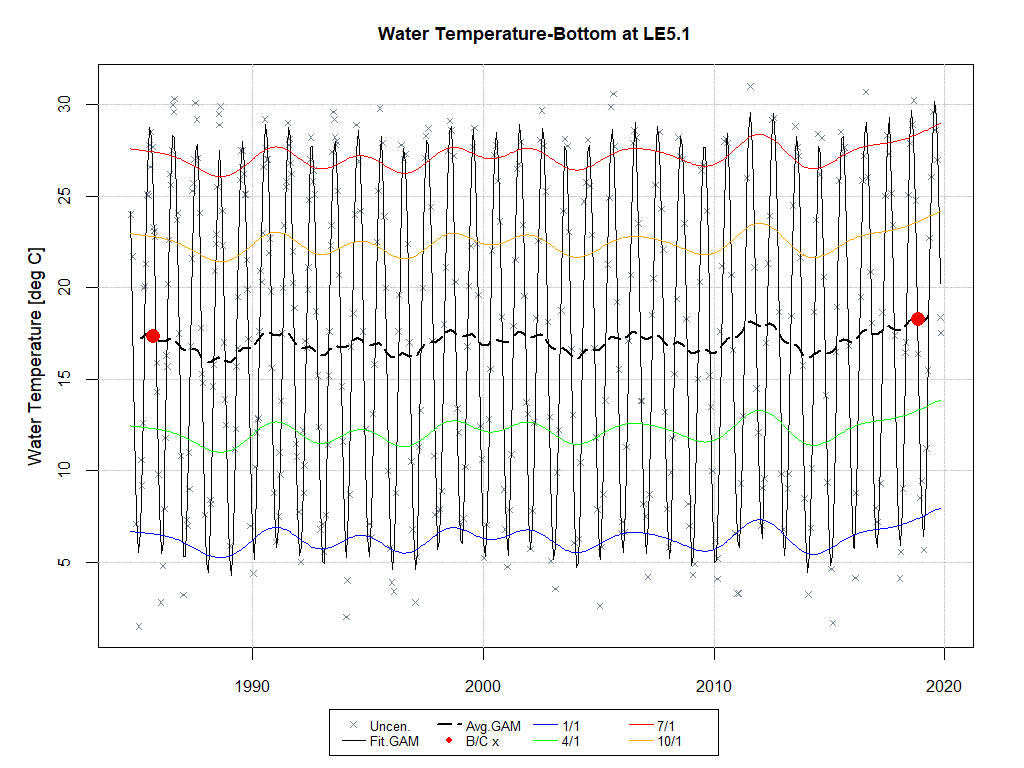 Water Temperature-Bottom at LE5.1
Water Temperature [deg C]
30
25
20
15
10
5
1990 2000 2010 2020
Uncen. Avg.GAM 1/1 7/1
Fit.GAM B/C x 4/1 10/1